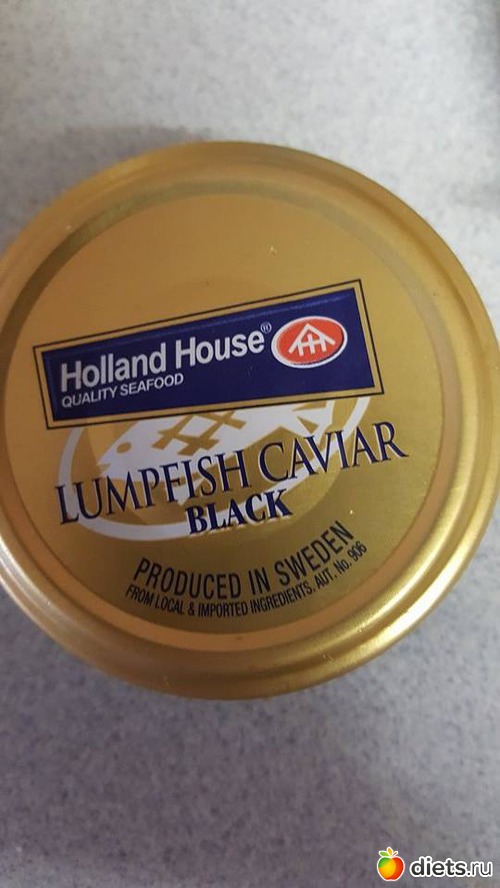 Holland House®
QUALITY SEAFOOD
LUMPFISH CAVIAR
BLACK
PRODUCED IN SWEDEN
FROM LOCAL & IMPORTED INGREDIENTS. AUT. No. 906
diets.ru